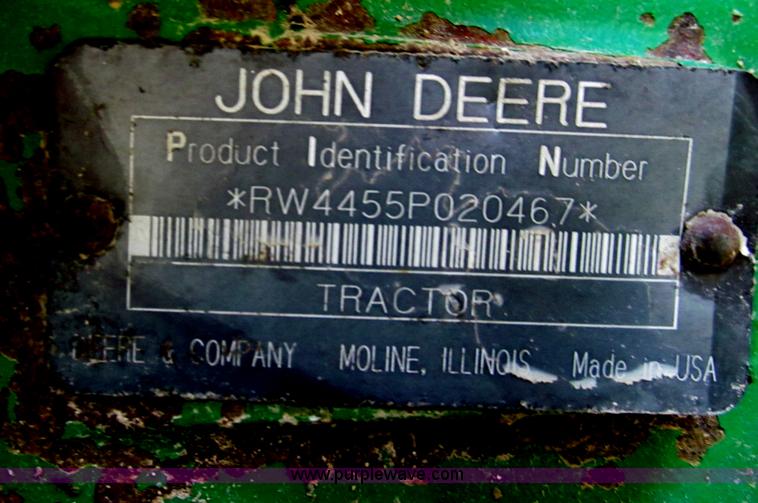 JOHN DEERE
Product Identification Number
*RW4455P020467*
TRACTOR
DEERE & COMPANY MOLINE, ILLINOIS Made in USA
www.purplewave.com